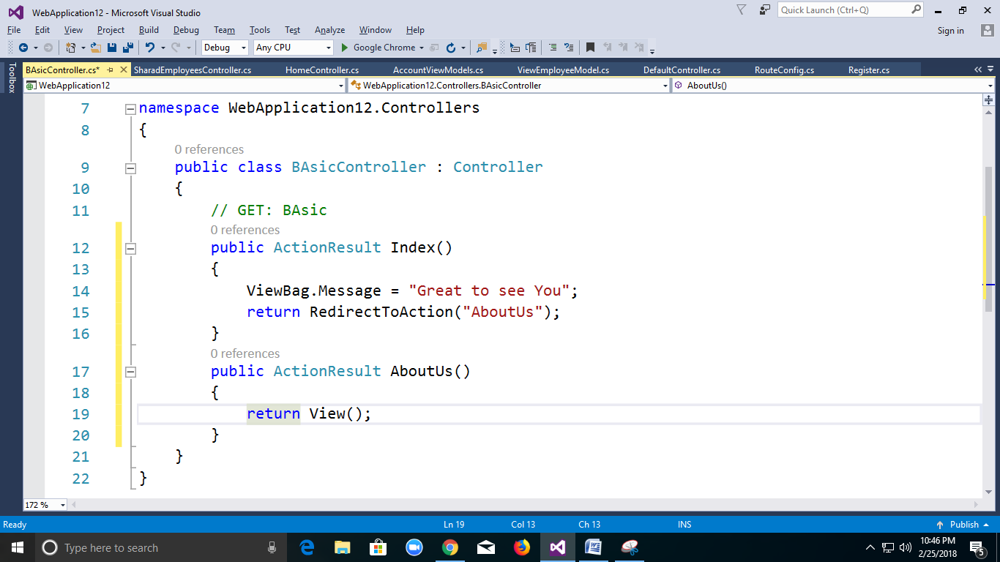 WebApplication12 - Microsoft Visual Studio
Quick Launch (Ctrl+Q)
File Edit View Project Build Debug Team Tools Test Analyze Window Help
Sign in
Debug Any CPU Google Chrome
Toolbox
BAsicController.cs* SharadEmployeesController.cs HomeController.cs AccountViewModels.cs ViewEmployeeModel.cs DefaultController.cs RouteConfig.cs Register.cs
WebApplication12 WebApplication12.Controllers.BAsicController AboutUs()
7 namespace WebApplication12.Controllers
8 {
0 references
9 public class BAsicController : Controller
10 {
11 // GET: BAsic
0 references
12 public ActionResult Index()
13 {
14 ViewBag.Message = "Great to see You";
15 return RedirectToAction("AboutUs");
16 }
0 references
17 public ActionResult AboutUs()
18 {
19 return View();
20 }
21 }
22 }
172 %
Ready Ln 19 Col 13 Ch 13 INS Publish
Type here to search
10:46 PM
2/25/2018
5